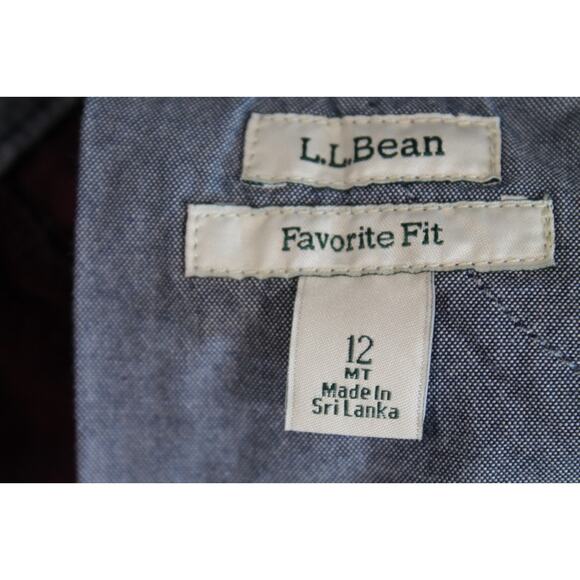 L.L.Bean
Favorite Fit
12
MT
Made In
Sri Lanka